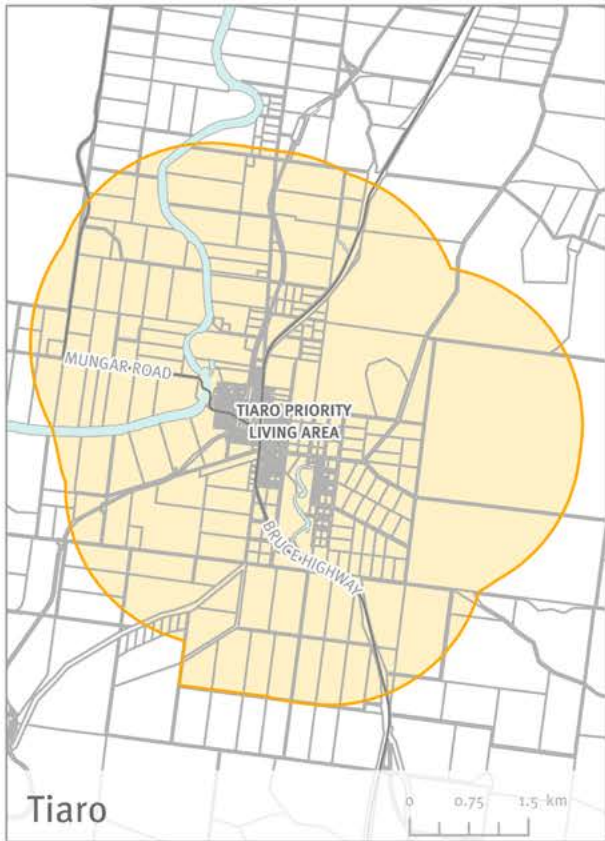 MUNGAR ROAD
TIARO PRIORITY
LIVING AREA
BRUCE HIGHWAY
Tiaro
0 0.75 1.5 km